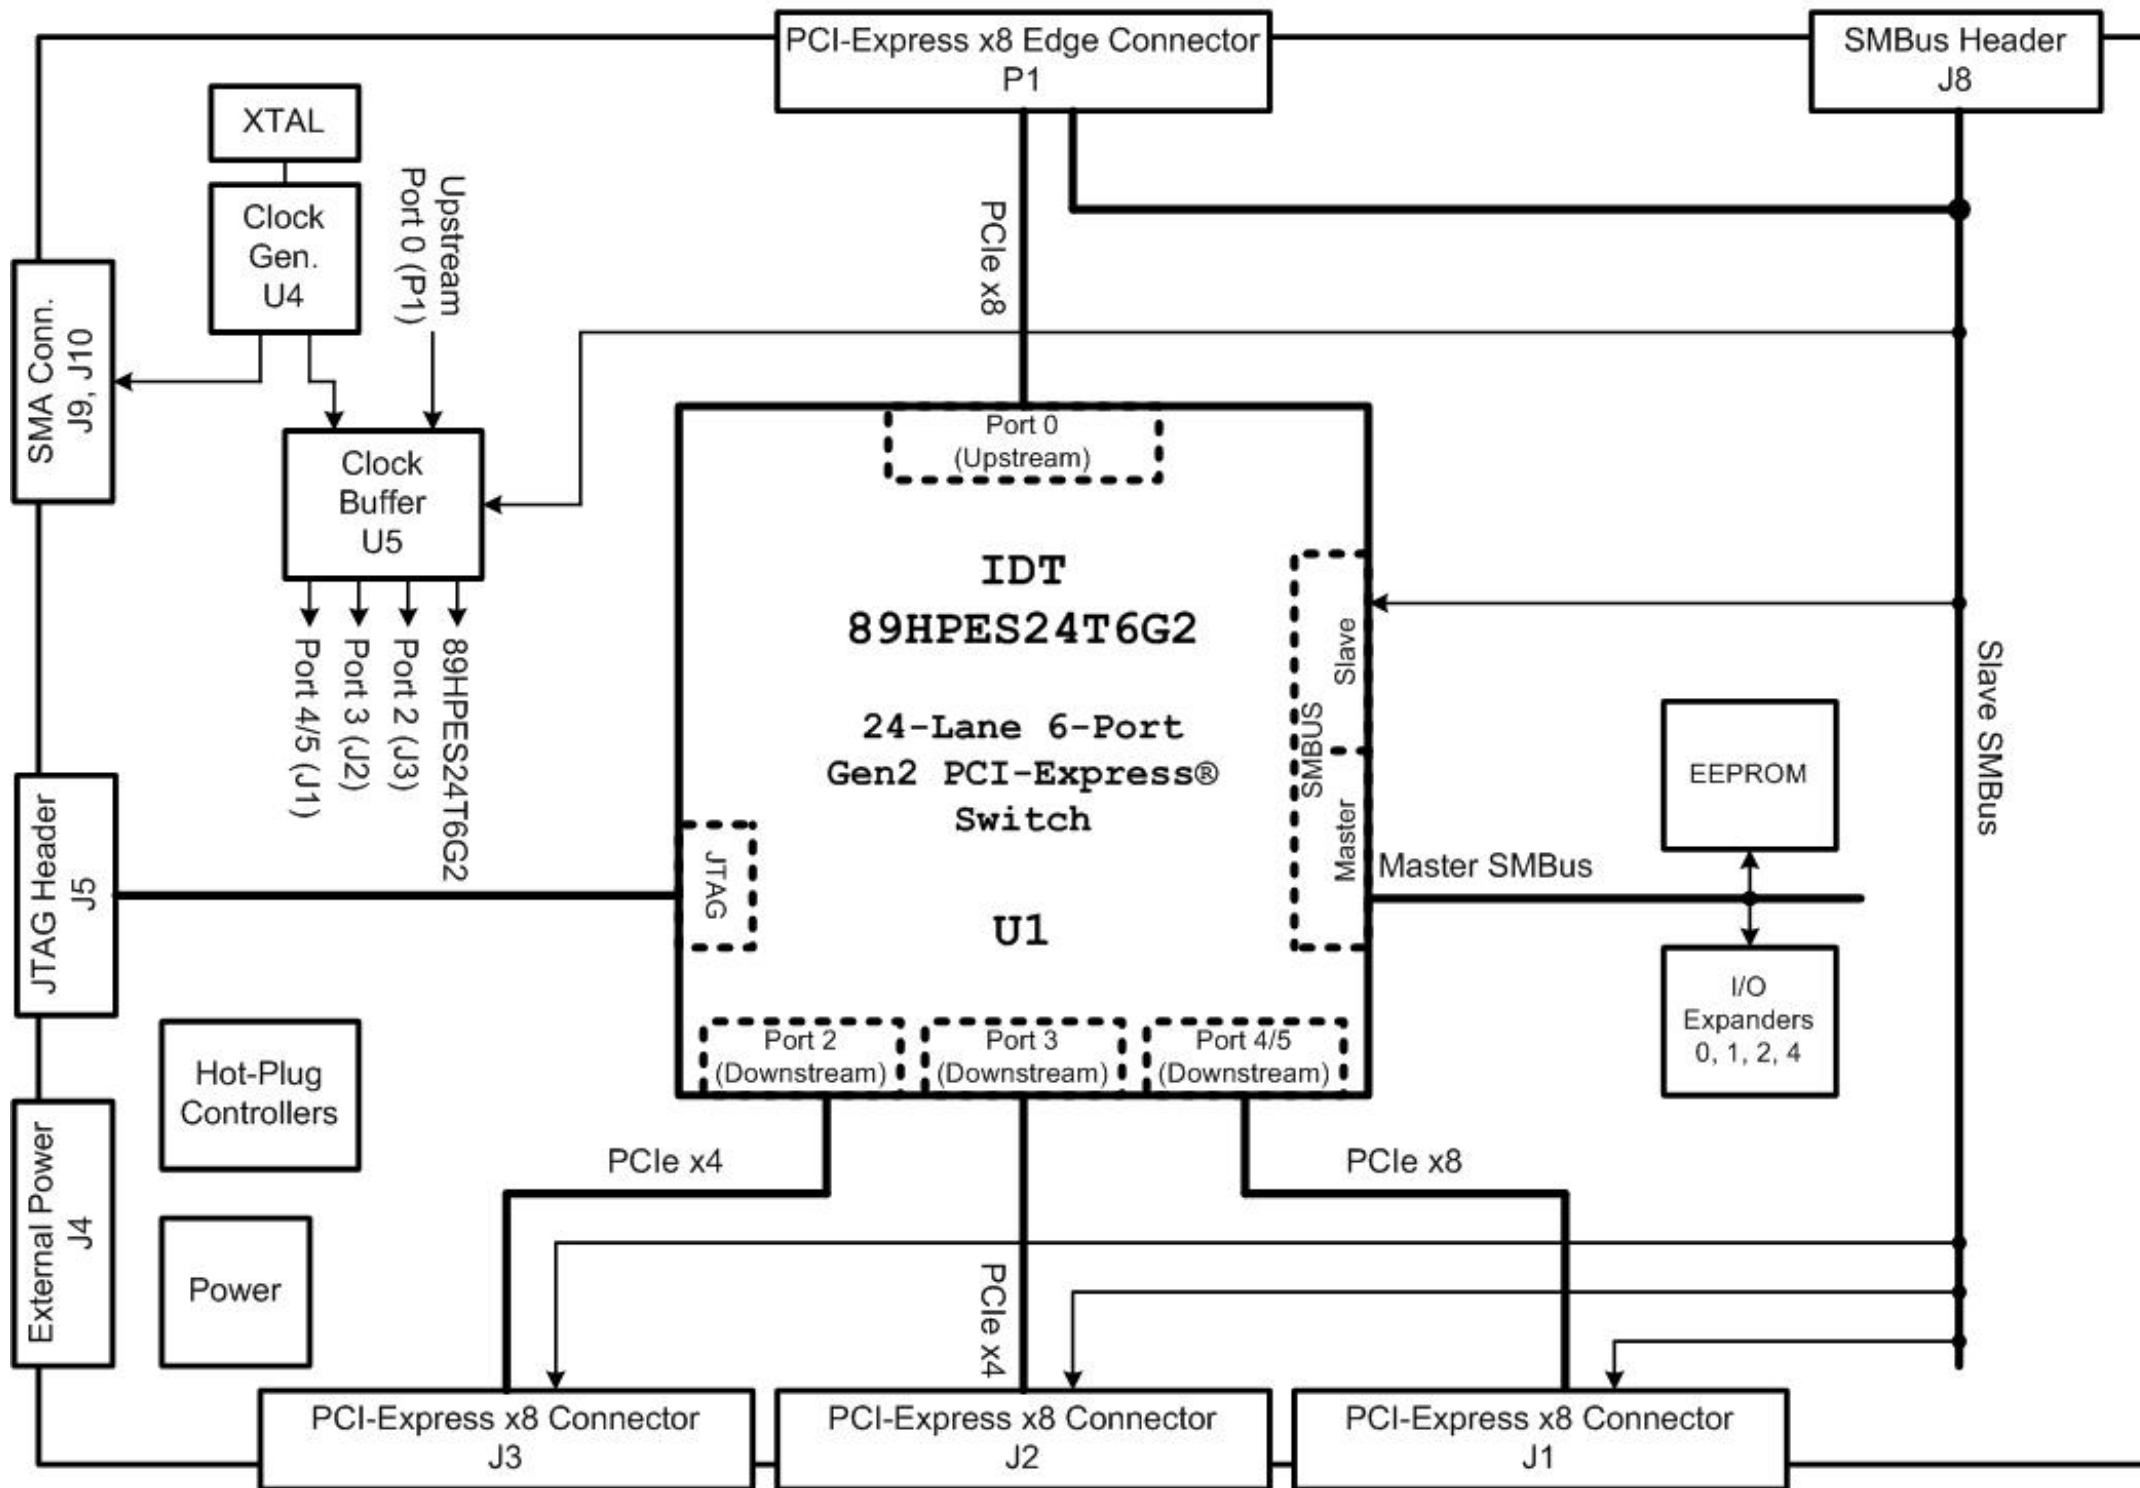 PCI-Express x8 Edge Connector
P1
SMBus Header
J8
XTAL
Clock
Gen.
U4
Upstream
Port 0 (P1)
SMA Conn.
J9, J10
PCIe x8
Clock
Buffer
U5
Port 4/5 (J1)
Port 3 (J2)
Port 2 (J3)
89HPES24T6G2
Port 0
(Upstream)
IDT
89HPES24T6G2
24-Lane 6-Port
Gen2 PCI-Express®
Switch
U1
SMBUS
Slave
Master
JTAG
Slave SMBus
EEPROM
Master SMBus
I/O
Expanders
0, 1, 2, 4
JTAG Header
J5
Hot-Plug
Controllers
External Power
J4
Power
Port 2
(Downstream)
Port 3
(Downstream)
Port 4/5
(Downstream)
PCIe x4
PCIe x4
PCIe x8
PCI-Express x8 Connector
J3
PCI-Express x8 Connector
J2
PCI-Express x8 Connector
J1